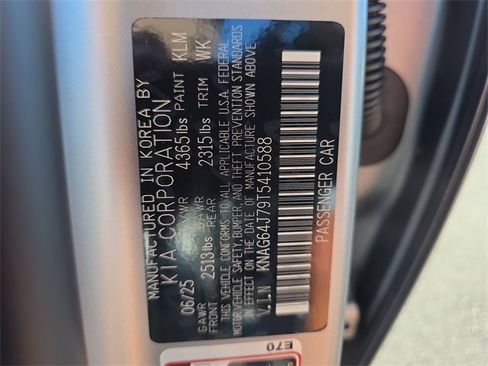 MANUFACTURED IN KOREA BY
KIA CORPORATION
06/25 GVWR 4365lbs PAINT KLM
GAWR GAWR
FRONT 2513lbs REAR 2315lbs TRIM WK
THIS VEHICLE CONFORMS TO ALL APPLICABLE U.S.A. FEDERAL
MOTOR VEHICLE SAFETY, BUMPER, AND THEFT PREVENTION STANDARDS
IN EFFECT ON THE DATE OF MANUFACTURE SHOWN ABOVE
V.I.N KNAG64J79T5410588
PASSENGER CAR
E70